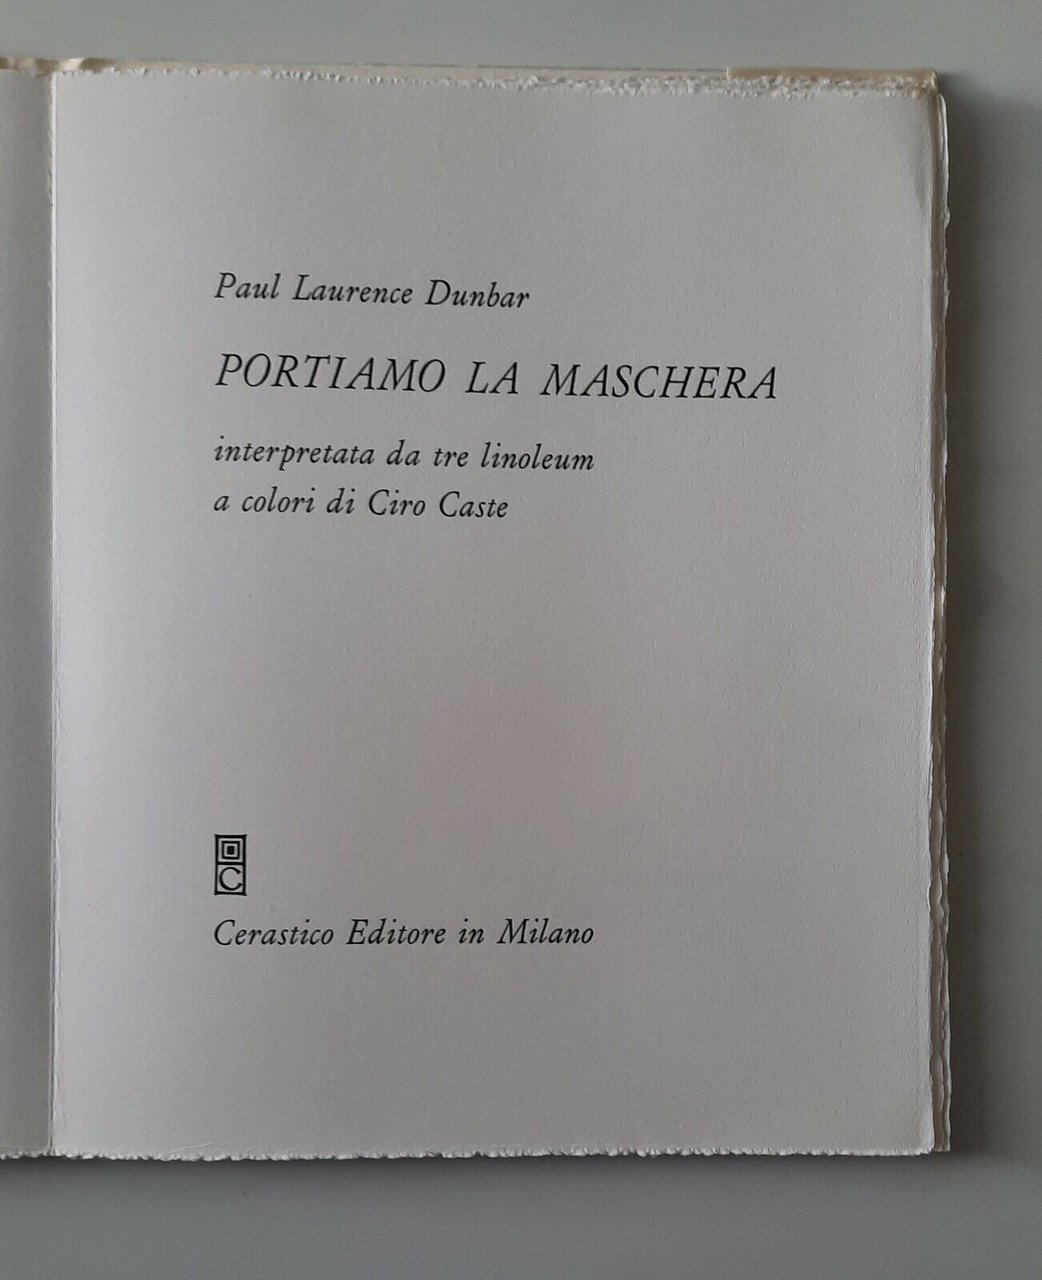 Paul Laurence Dunbar
PORTIAMO LA MASCHERA
interpretata da tre linoleum
a colori di Ciro Caste
C
Cerastico Editore in Milano